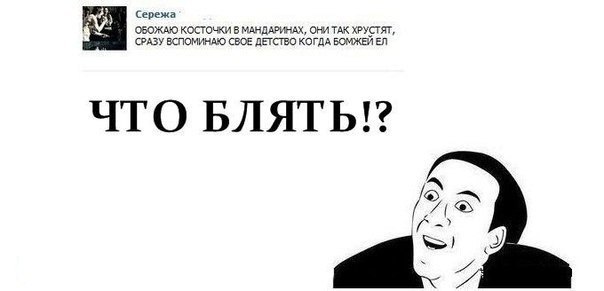 Сережа
ОБОЖАЮ КОСТОЧКИ В МАНДАРИНАХ, ОНИ ТАК ХРУСТЯТ,
СРАЗУ ВСПОМИНАЮ СВОЕ ДЕТСТВО КОГДА БОМЖЕЙ ЕЛ
ЧТО БЛЯТЬ!?